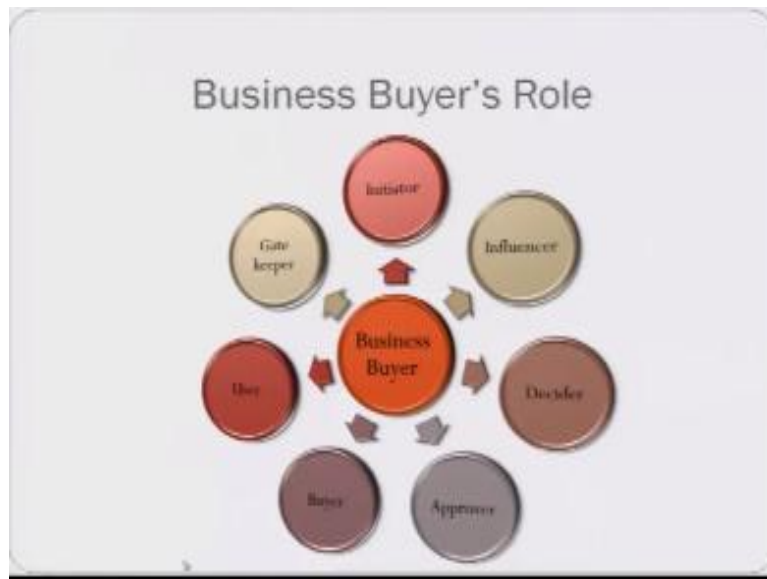 Business Buyer's Role
Initiator
Influencer
Decider
Approver
Buyer
User
Gate
keeper
Business
Buyer